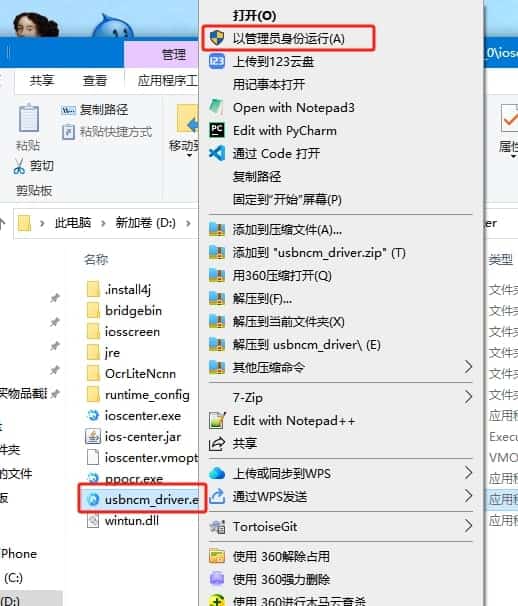 打开(O)
以管理员身份运行(A)
上传到123云盘
用记事本打开
Open with Notepad3
Edit with PyCharm
通过 Code 打开
复制路径
固定到"开始"屏幕(P)
添加到压缩文件(A)...
添加到 "usbncm_driver.zip" (T)
用360压缩打开(Q)
解压到(F)...
解压到当前文件夹(X)
解压到 usbncm_driver\ (E)
其他压缩命令
7-Zip
Edit with Notepad++
共享
上传或同步到WPS
通过WPS发送
TortoiseGit
使用 360解除占用
使用 360强力删除
使用 360进行木马云查杀
管理
_0\iosc
共享
查看
应用程序工
复制路径
粘贴快捷方式
粘贴
剪切
剪贴板
移动到
属性
此电脑
新加卷 (D:)
ter
名称
类型
.install4j
bridgebin
iosscreen
jre
OcrLiteNcnn
runtime_config
ioscenter.exe
ios-center.jar
ioscenter.vmopt
ppocr.exe
usbncm_driver.e
wintun.dll
买物品截
的文件
Phone
(C:)
(D:)
文件夹
文件夹
文件夹
文件夹
文件夹
文件夹
应用程
Execu
VMO
应用程
应用程
应用程